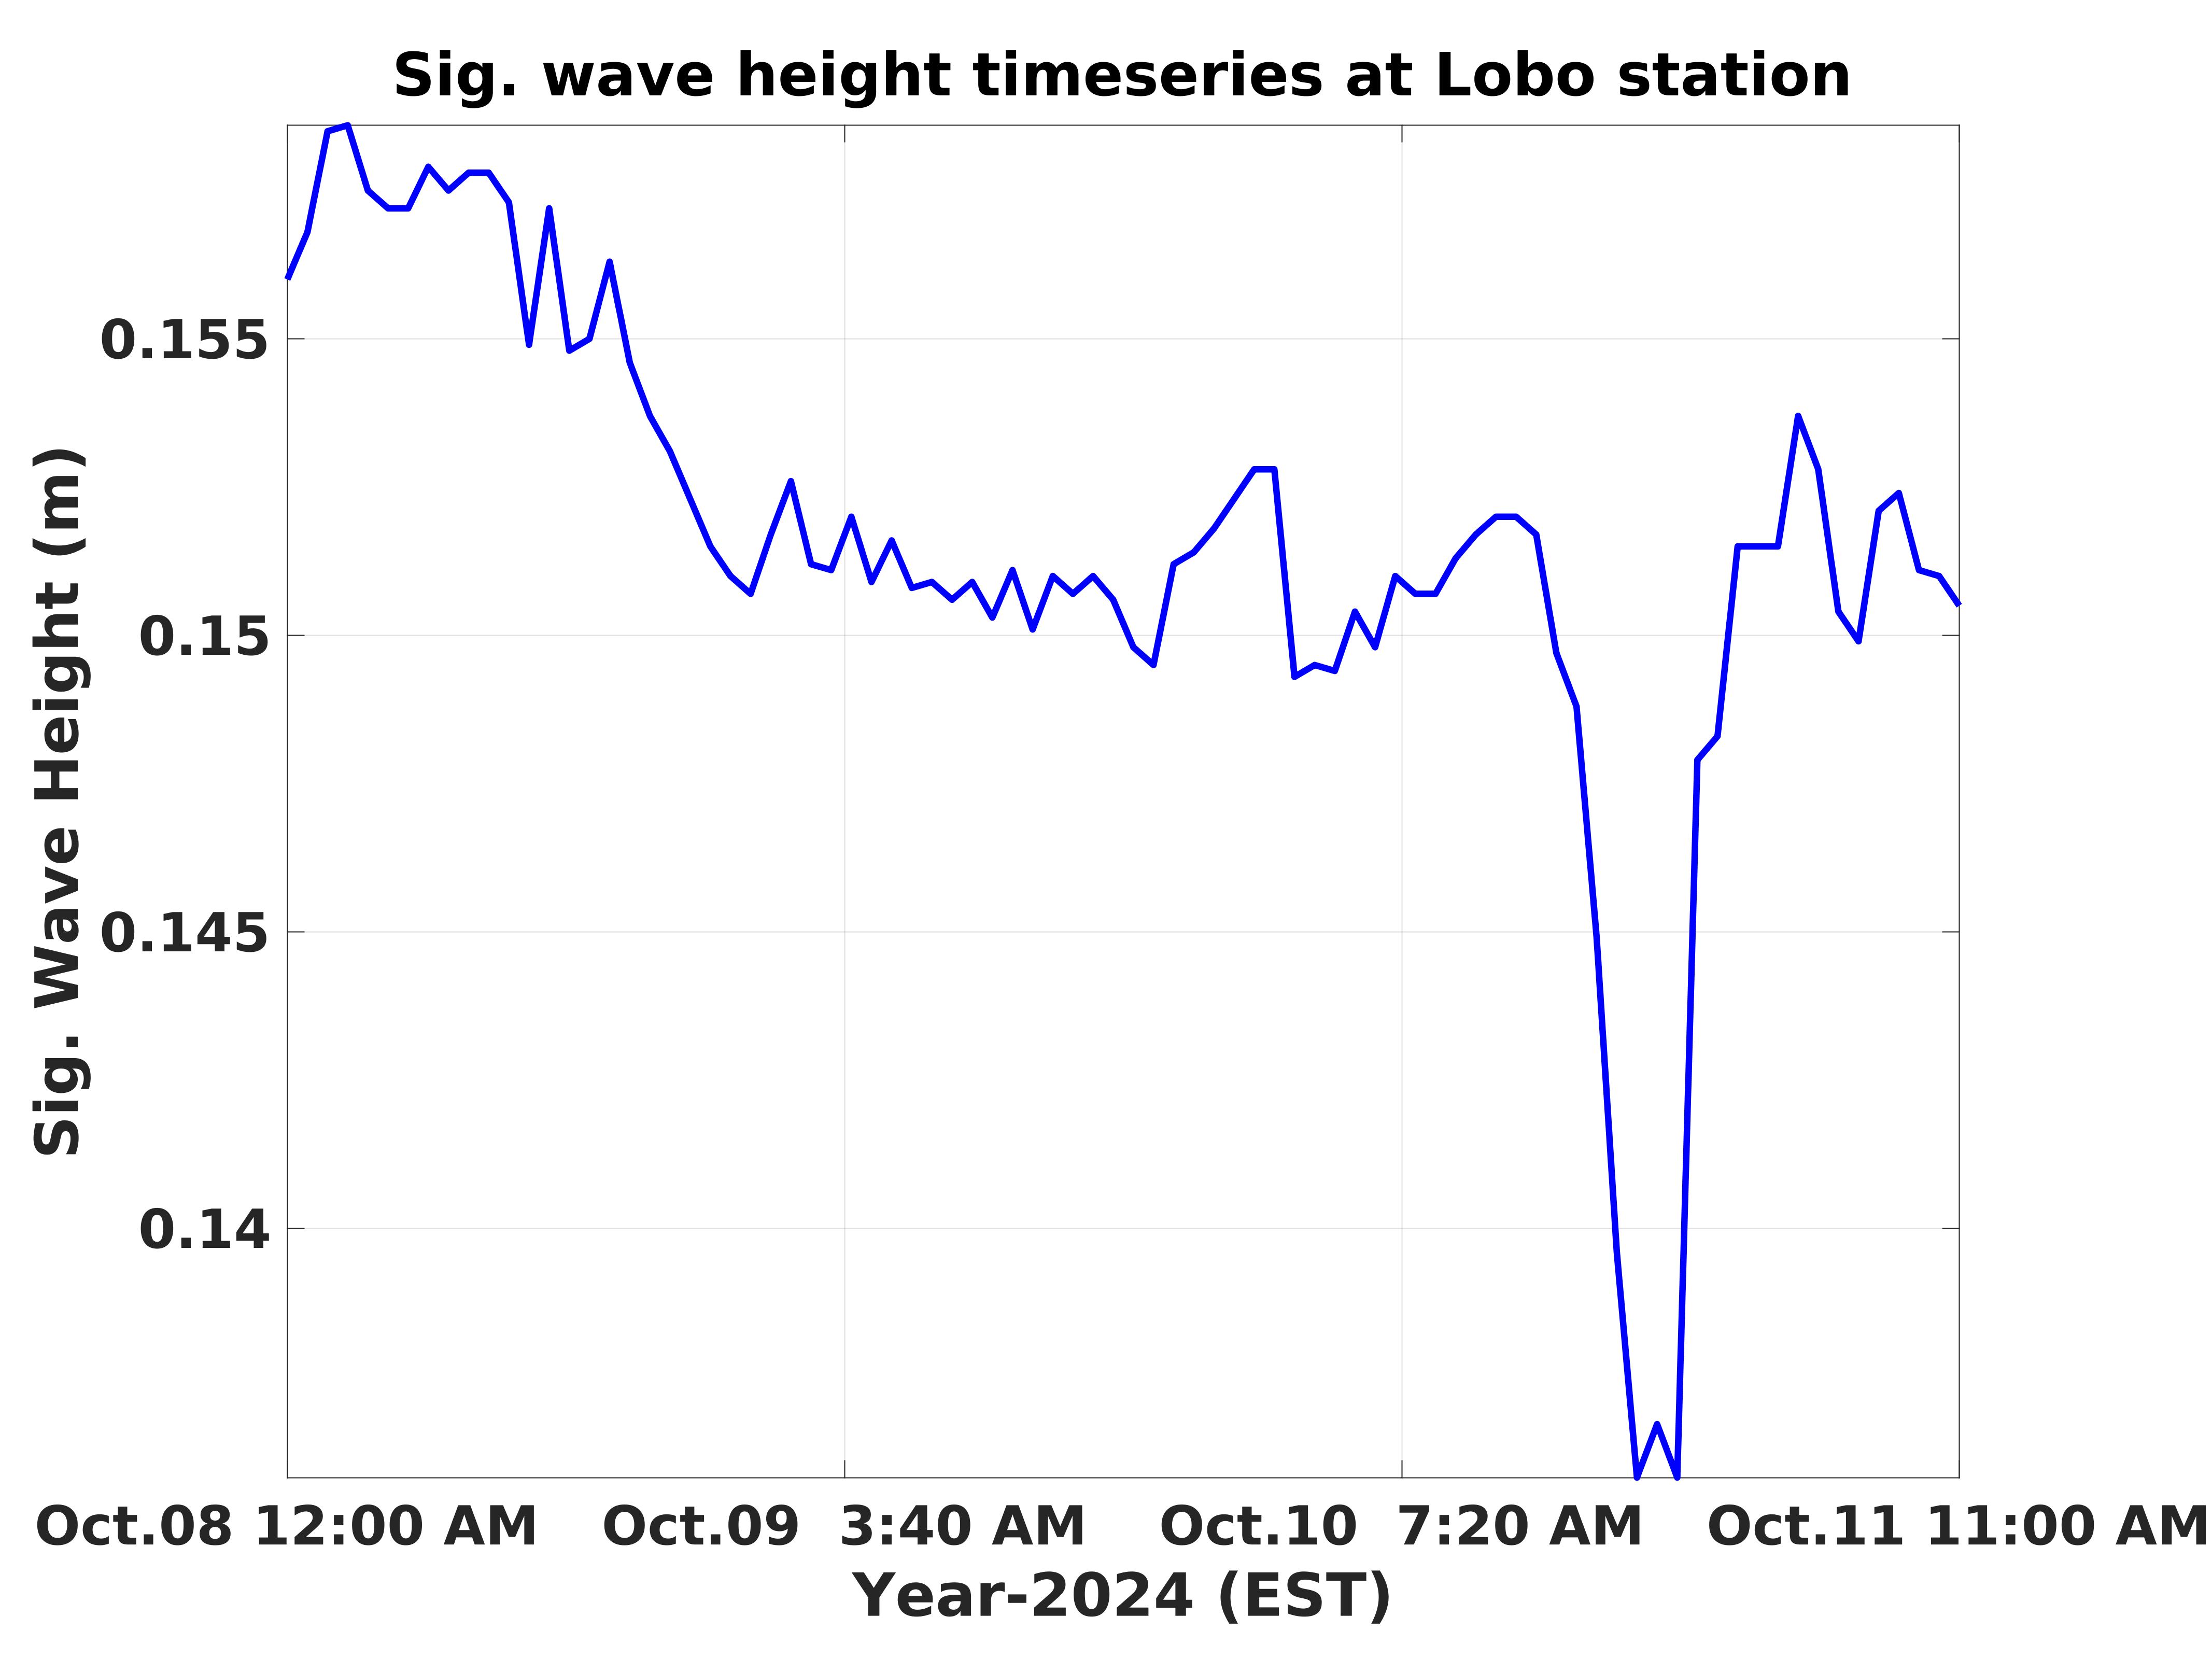 Sig. wave height timeseries at Lobo station
Sig. Wave Height (m)
0.155
0.15
0.145
0.14
Oct.08 12:00 AM Oct.09 3:40 AM Oct.10 7:20 AM Oct.11 11:00 AM
Year-2024 (EST)